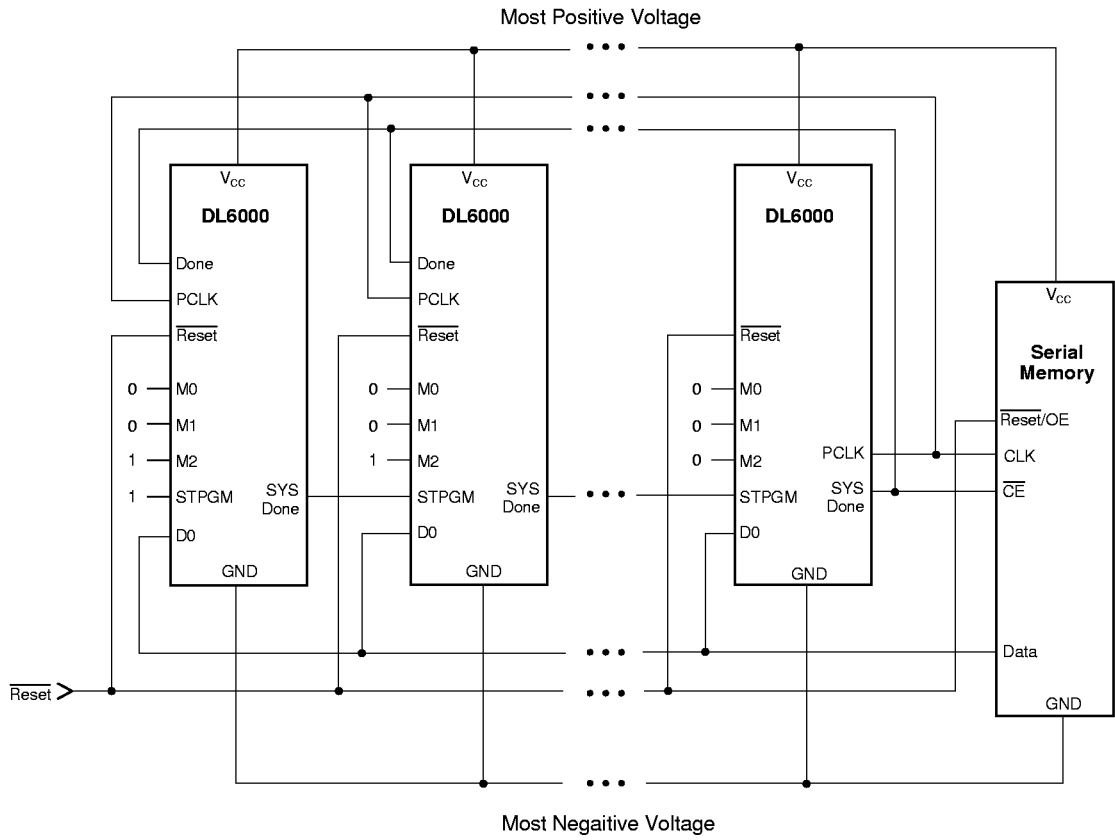 Most Positive Voltage
VCC
DL6000
Done
PCLK
Reset
0 M0
0 M1
1 M2
1 STPGM
D0
SYS
Done
GND
VCC
DL6000
Done
PCLK
Reset
0 M0
0 M1
1 M2
STPGM
D0
SYS
Done
GND
VCC
DL6000
Reset
0 M0
0 M1
0 M2
STPGM
D0
PCLK
SYS
Done
GND
VCC
Serial
Memory
Reset/OE
CLK
CE
Data
GND
Reset
Most Negaitive Voltage